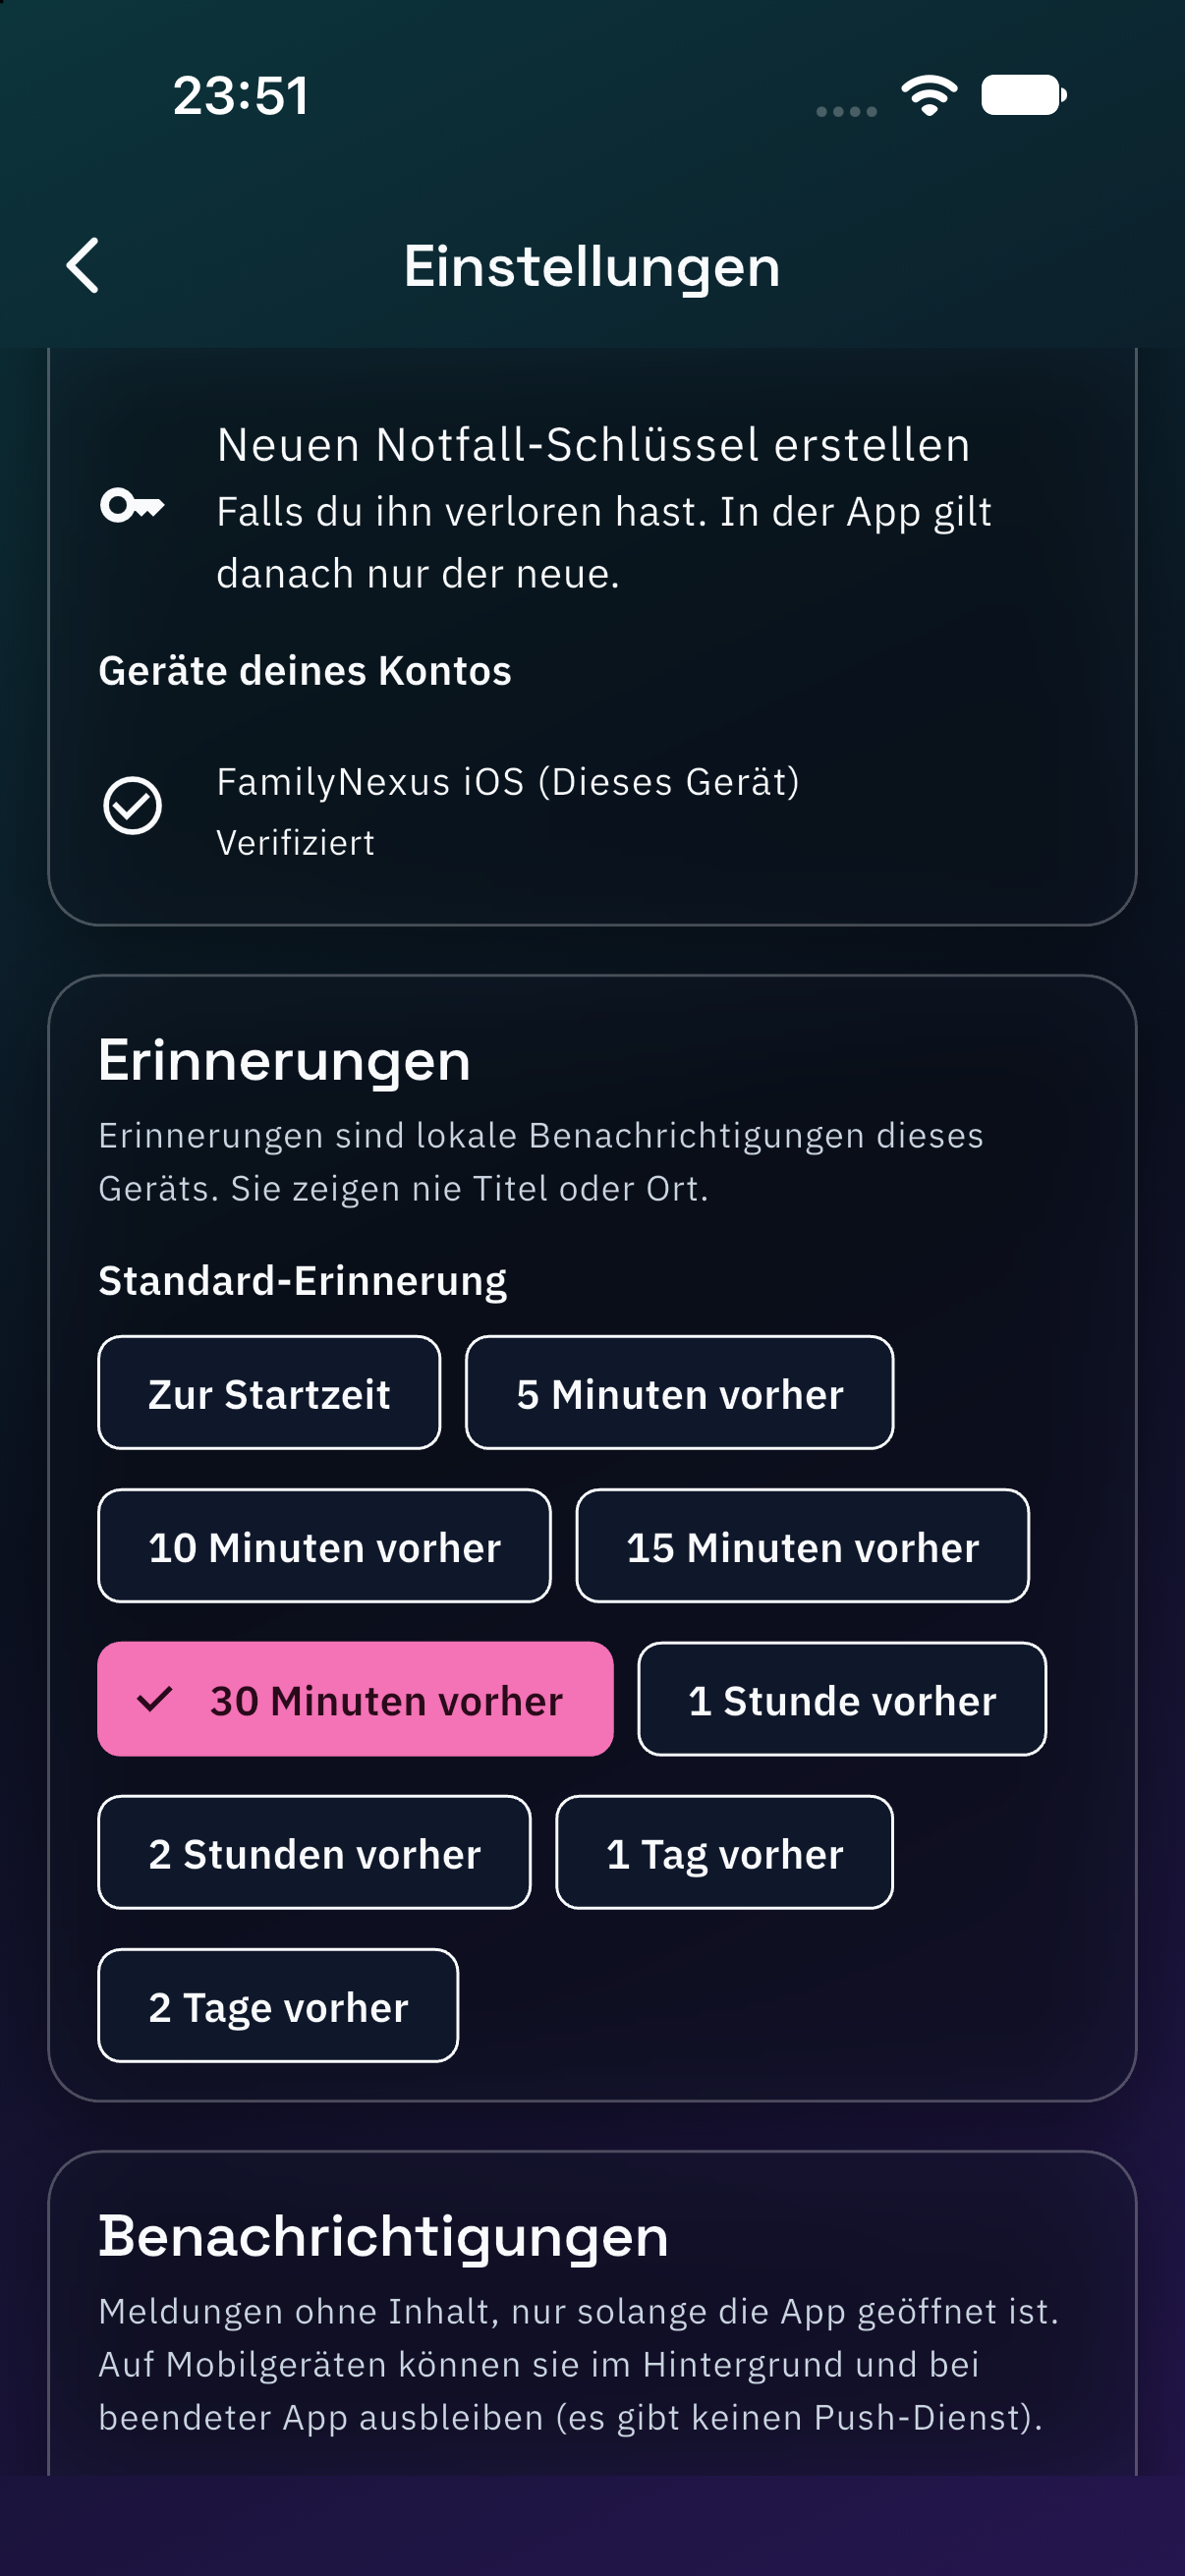 23:51
Einstellungen
Neuen Notfall-Schlüssel erstellen
Falls du ihn verloren hast. In der App gilt
danach nur der neue.
Geräte deines Kontos
FamilyNexus iOS (Dieses Gerät)
Verifiziert
Erinnerungen
Erinnerungen sind lokale Benachrichtigungen dieses
Geräts. Sie zeigen nie Titel oder Ort.
Standard-Erinnerung
Zur Startzeit
5 Minuten vorher
10 Minuten vorher
15 Minuten vorher
30 Minuten vorher
1 Stunde vorher
2 Stunden vorher
1 Tag vorher
2 Tage vorher
Benachrichtigungen
Meldungen ohne Inhalt, nur solange die App geöffnet ist.
Auf Mobilgeräten können sie im Hintergrund und bei
beendeter App ausbleiben (es gibt keinen Push-Dienst).